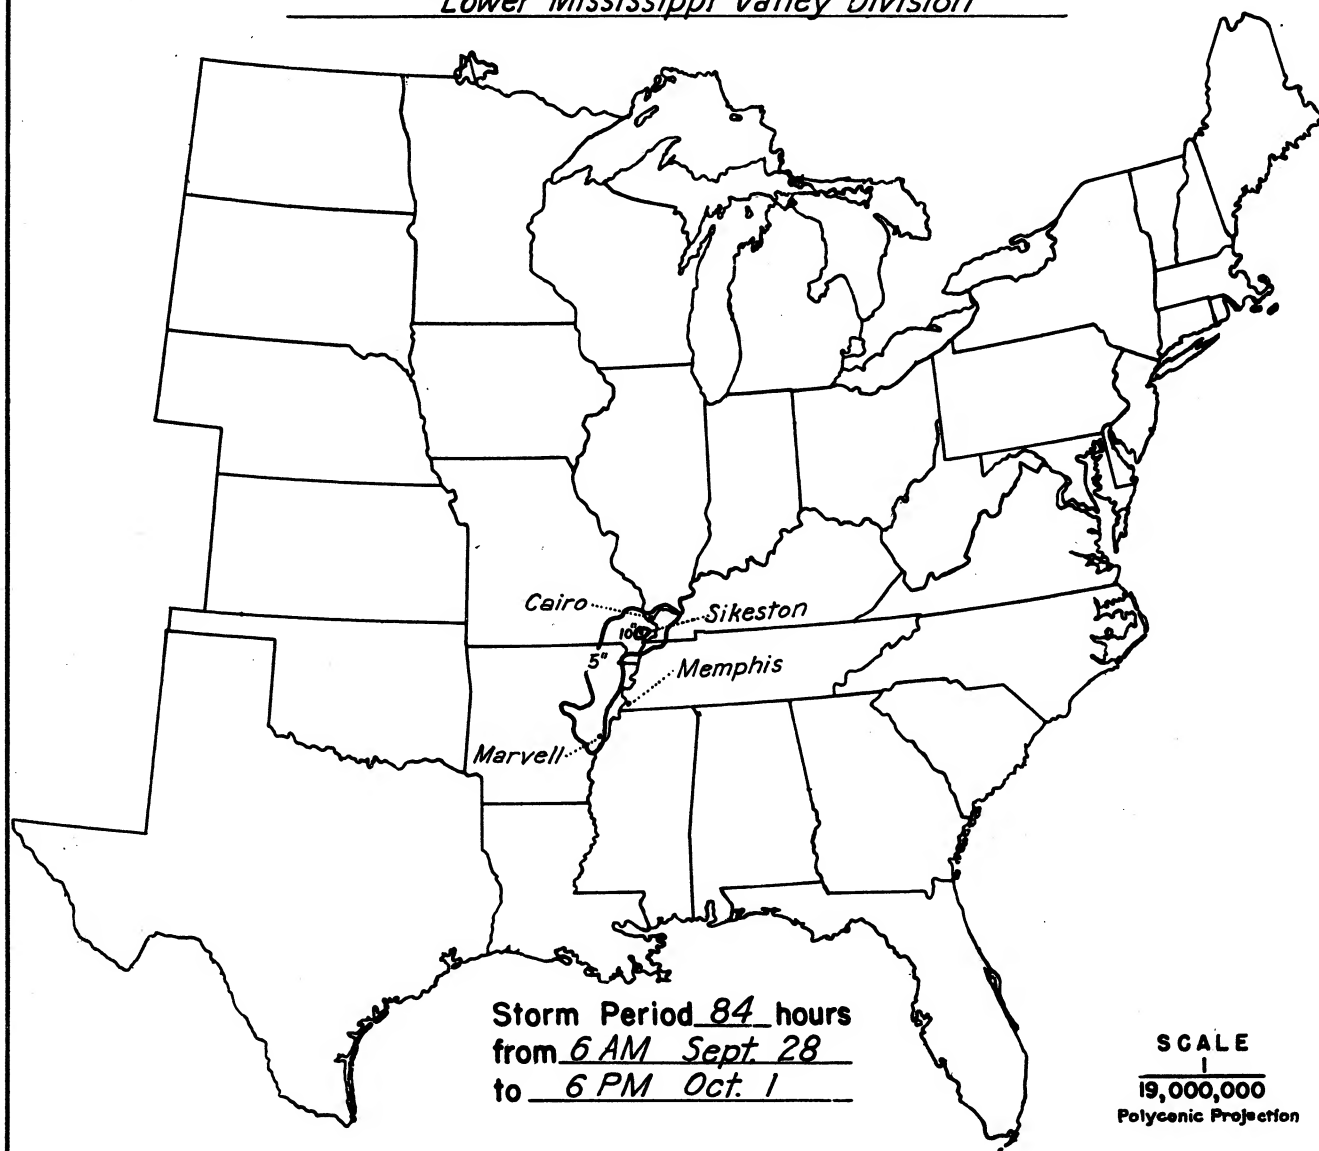 Lower Mississippi Valley Division
Cairo
Sikeston
10"
5"
Memphis
Marvell
Storm Period 84 hours
from 6 AM Sept. 28
to 6 PM Oct. 1
SCALE
1
19,000,000
Polyconic Projection